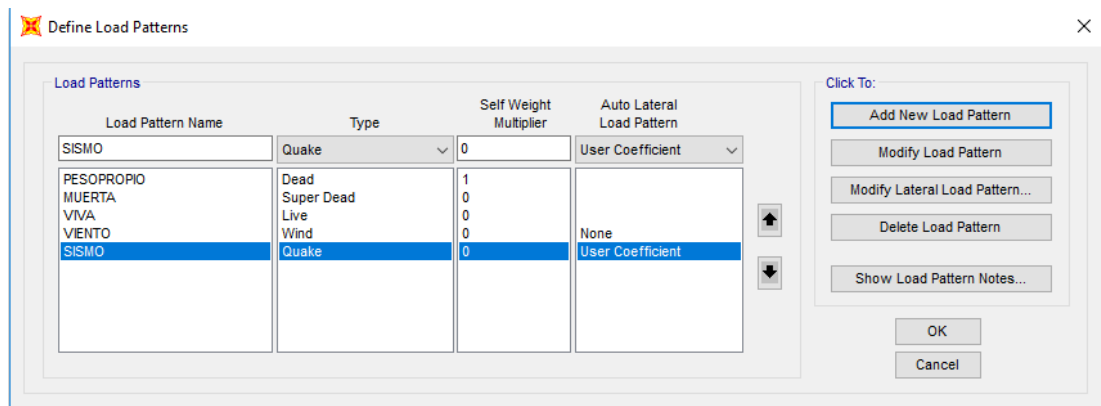 Define Load Patterns
Load Patterns
Click To:
Load Pattern Name Type Self Weight Multiplier Auto Lateral Load Pattern
SISMO Quake 0 User Coefficient
PESOPROPIO Dead 1
MUERTA Super Dead 0
VIVA Live 0
VIENTO Wind 0 None
SISMO Quake 0 User Coefficient
Add New Load Pattern
Modify Load Pattern
Modify Lateral Load Pattern...
Delete Load Pattern
Show Load Pattern Notes...
OK
Cancel